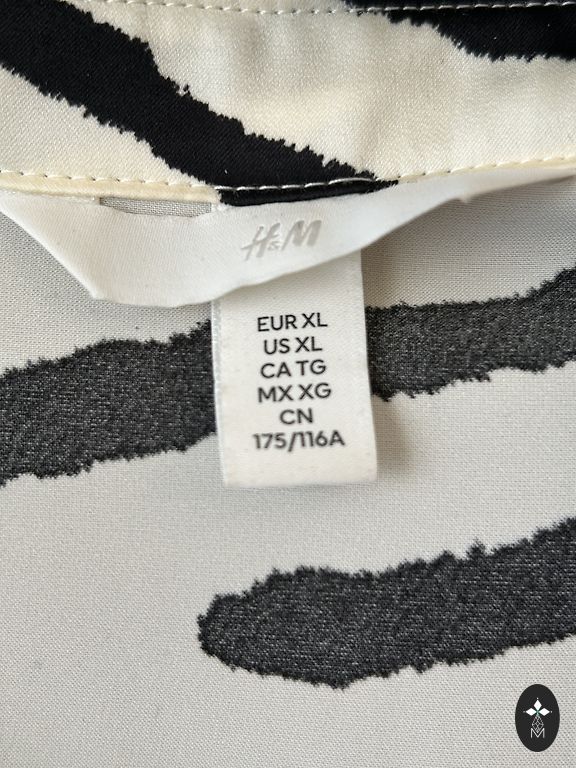 H&M
EUR XL
US XL
CA TG
MX XG
CN
175/116A
M